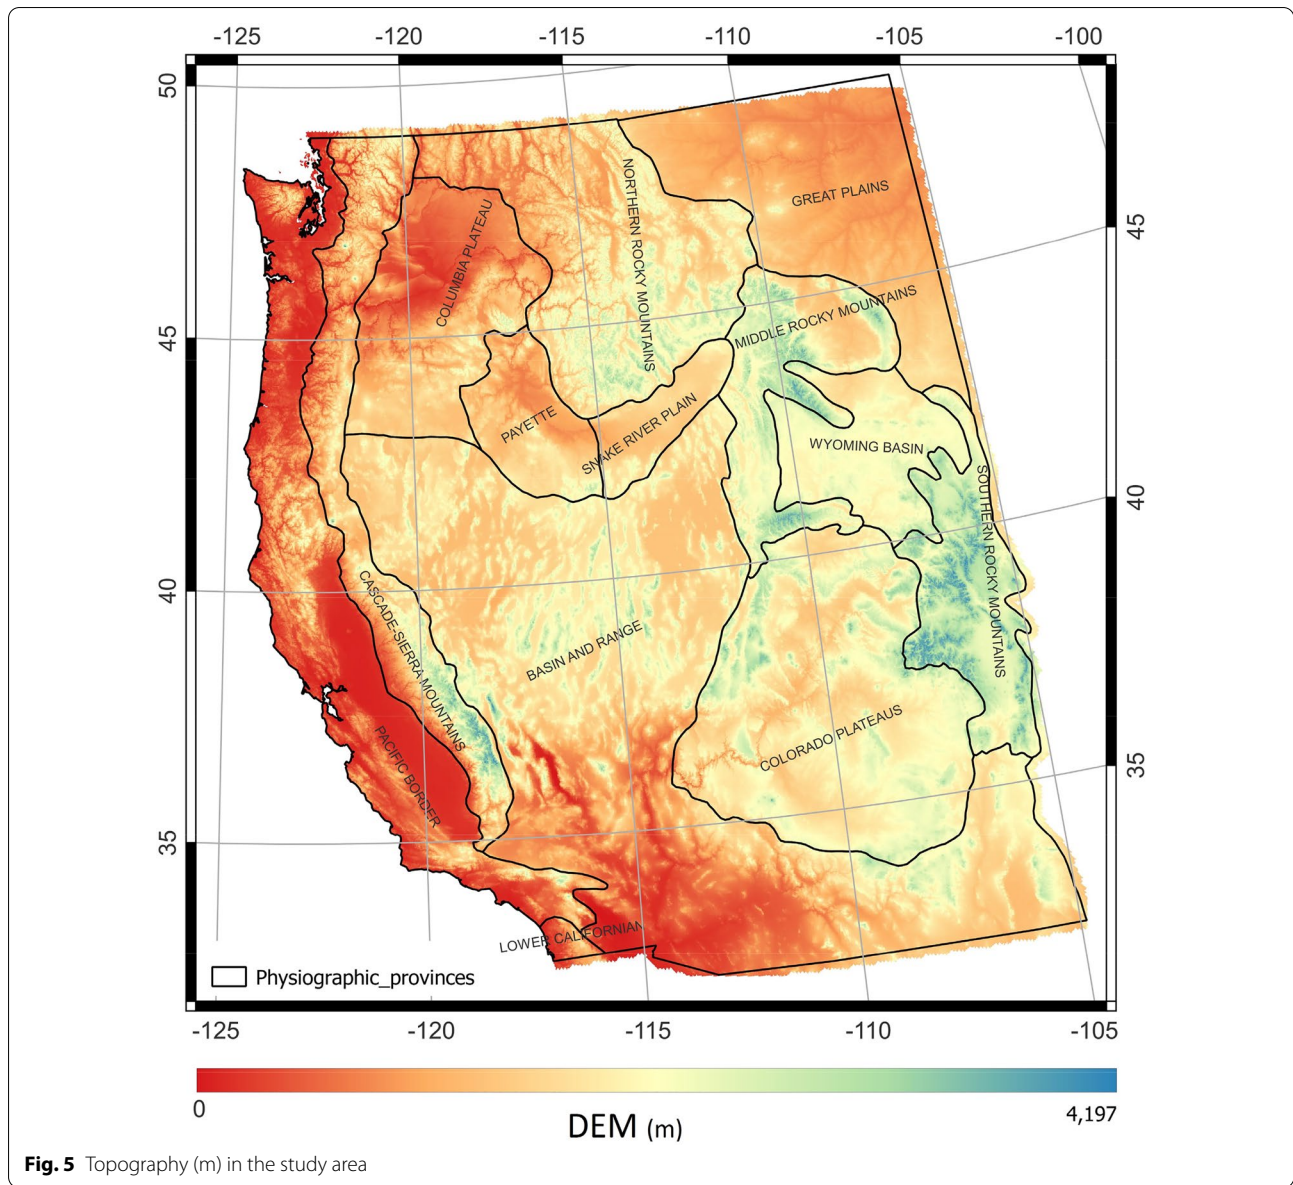 -125 -120 -115 -110 -105 -100
50
45
40
35
45
40
35
NORTHERN ROCKY MOUNTAINS
GREAT PLAINS
COLUMBIA PLATEAU
MIDDLE ROCKY MOUNTAINS
PAYETTE
SNAKE RIVER PLAIN
WYOMING BASIN
SOUTHERN ROCKY MOUNTAINS
CASCADE-SIERRA MOUNTAINS
BASIN AND RANGE
COLORADO PLATEAUS
PACIFIC BORDER
LOWER CALIFORNIAN
Physiographic_provinces
-125 -120 -115 -110 -105
0
4,197
DEM (m)
Fig. 5 Topography (m) in the study area